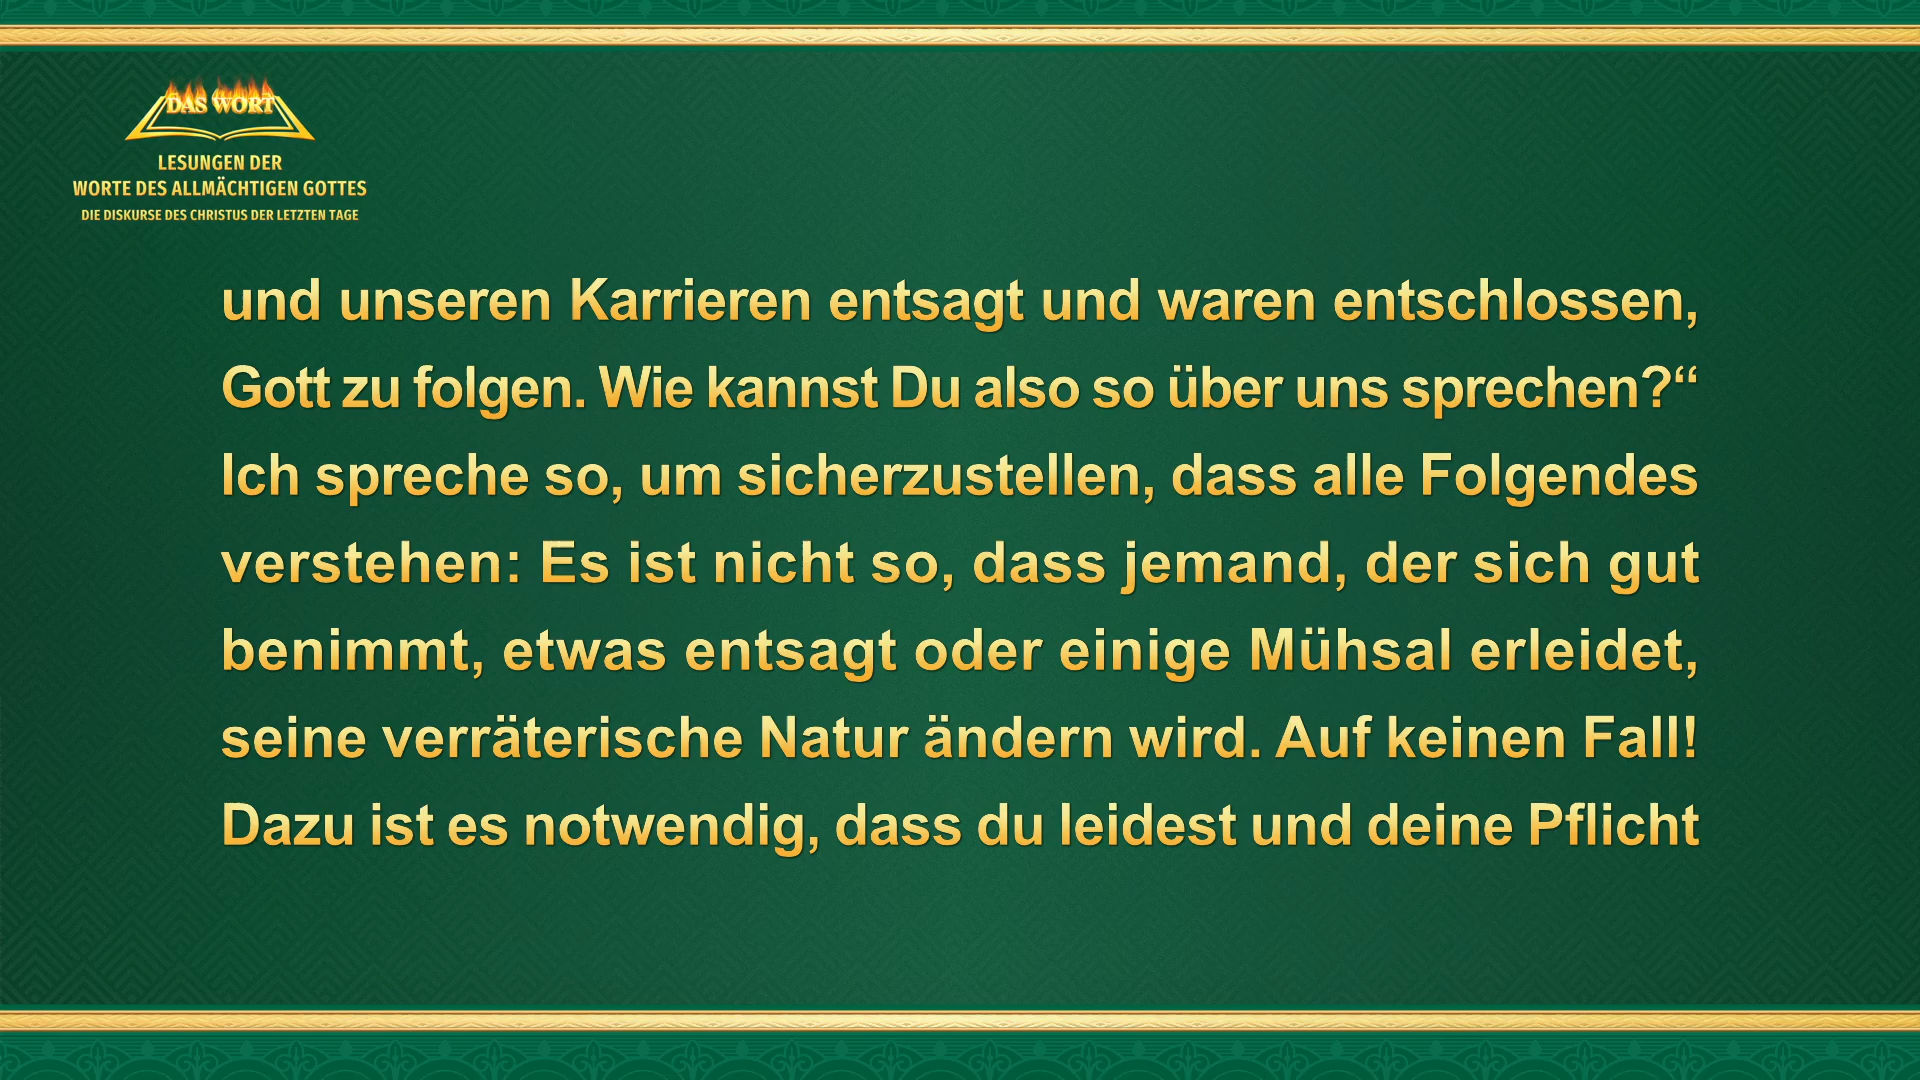 DAS WORT
LESUNGEN DER
WORTE DES ALLMÄCHTIGEN GOTTES
DIE DISKURSE DES CHRISTUS DER LETZTEN TAGE
und unseren Karrieren entsagt und waren entschlossen,
Gott zu folgen. Wie kannst Du also so über uns sprechen?“
Ich spreche so, um sicherzustellen, dass alle Folgendes
verstehen: Es ist nicht so, dass jemand, der sich gut
benimmt, etwas entsagt oder einige Mühsal erleidet,
seine verräterische Natur ändern wird. Auf keinen Fall!
Dazu ist es notwendig, dass du leidest und deine Pflicht